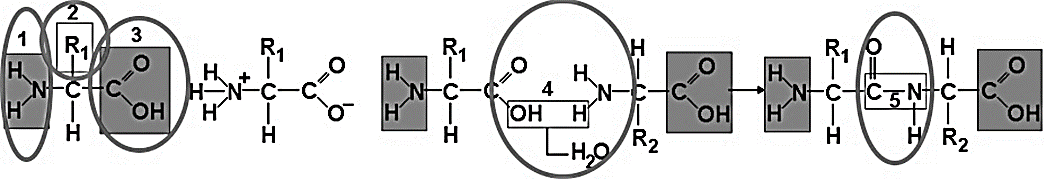 1 2 3 4 5
R₁ R₁ R₁ H R₁ O H
H O H O O H O H O
N C C H N⁺ C C N C C N C C N C C N C C
H OH H O⁻ H OH H OH H OH
H H H R₂ H H R₂
H₂O